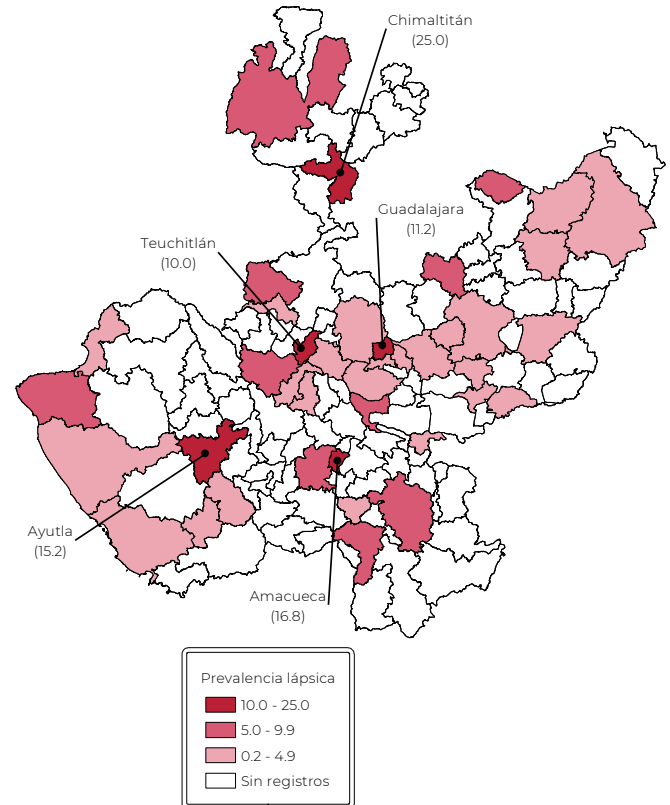 Chimaltitán
(25.0)
Guadalajara
(11.2)
Teuchitlán
(10.0)
Ayutla
(15.2)
Amacueca
(16.8)
Prevalencia lápsica
10.0 - 25.0
5.0 - 9.9
0.2 - 4.9
Sin registros